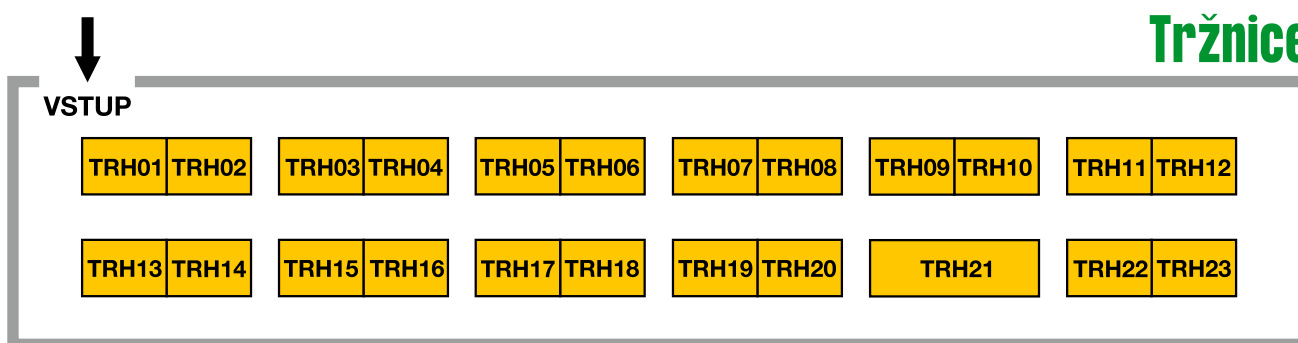 Tržnice
VSTUP
TRH01 TRH02 TRH03 TRH04 TRH05 TRH06 TRH07 TRH08 TRH09 TRH10 TRH11 TRH12
TRH13 TRH14 TRH15 TRH16 TRH17 TRH18 TRH19 TRH20 TRH21 TRH22 TRH23